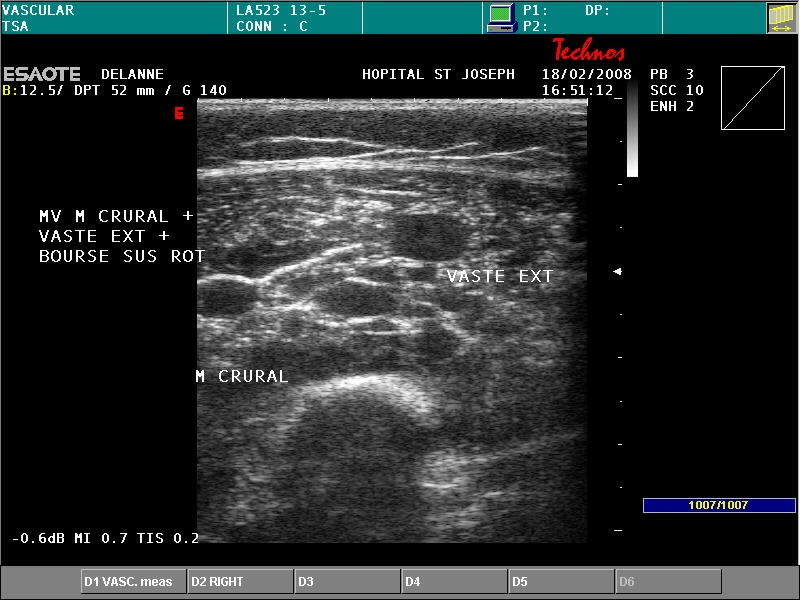 VASCULAR LA523 13-5 P1: DP:
TSA CONN : C P2:
Technos
ESAOTE DELANNE HOPITAL ST JOSEPH 18/02/2008 PB 3
B:12.5/ DPT 52 mm / G 140 16:51:12 SCC 10
E ENH 2
MV M CRURAL +
VASTE EXT +
BOURSE SUS ROT
VASTE EXT
M CRURAL
1007/1007
-0.6dB MI 0.7 TIS 0.2
D1 VASC. meas D2 RIGHT D3 D4 D5 D6